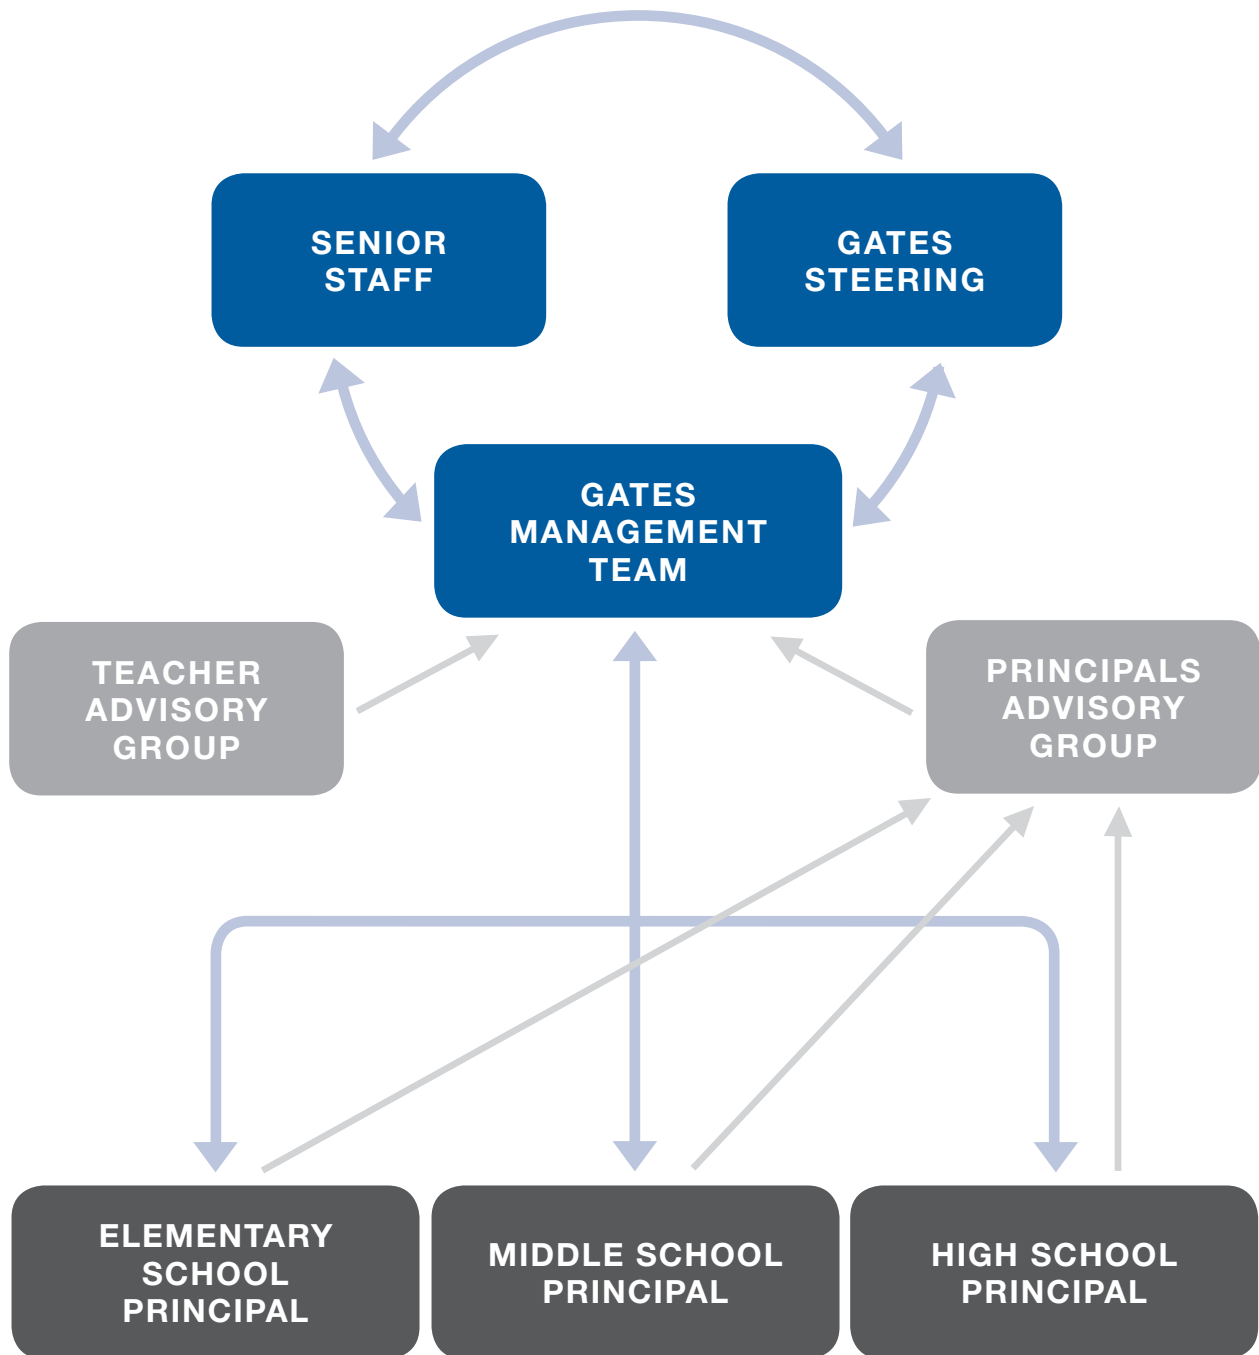 SENIOR
STAFF
GATES
STEERING
GATES
MANAGEMENT
TEAM
TEACHER
ADVISORY
GROUP
PRINCIPALS
ADVISORY
GROUP
ELEMENTARY
SCHOOL
PRINCIPAL
MIDDLE SCHOOL
PRINCIPAL
HIGH SCHOOL
PRINCIPAL